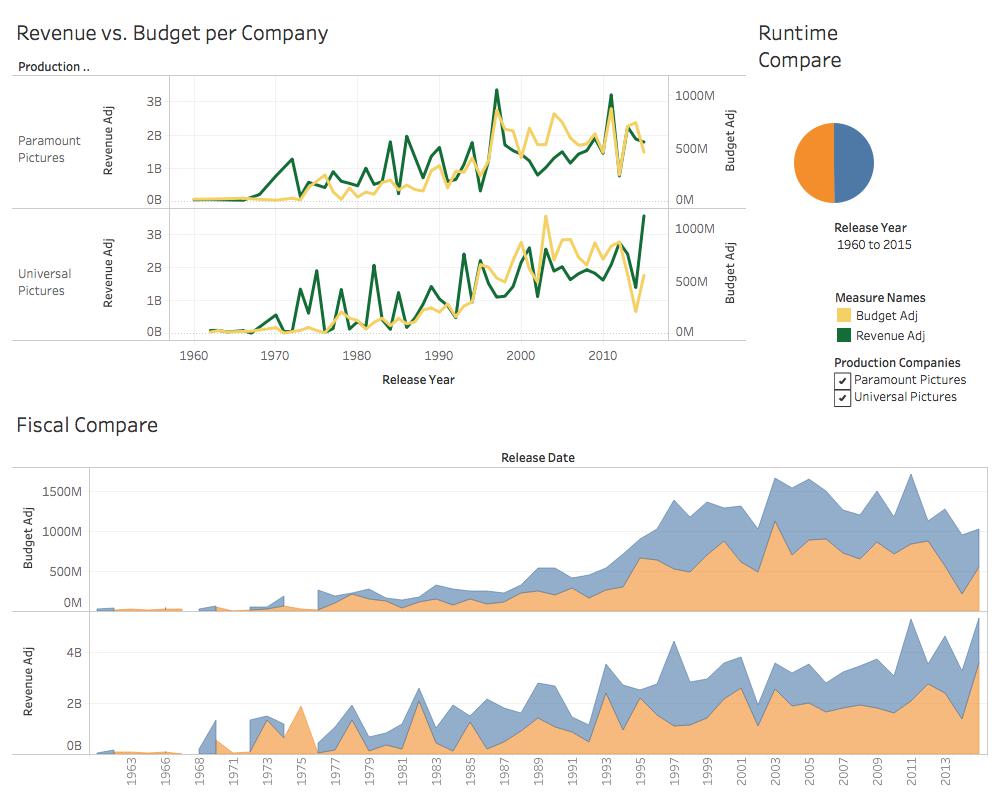 Revenue vs. Budget per Company
Production ..
Paramount
Pictures
Revenue Adj
3B
2B
1B
0B
1000M
500M
0M
Budget Adj
Universal
Pictures
Revenue Adj
3B
2B
1B
0B
1000M
500M
0M
Budget Adj
1960 1970 1980 1990 2000 2010
Release Year
Runtime
Compare
Release Year
1960 to 2015
Measure Names
Budget Adj
Revenue Adj
Production Companies
Paramount Pictures
Universal Pictures
Fiscal Compare
Release Date
Budget Adj
1500M
1000M
500M
0M
Revenue Adj
4B
2B
0B
1963 1966 1968 1971 1973 1975 1977 1979 1981 1983 1985 1987 1989 1991 1993 1995 1997 1999 2001 2003 2005 2007 2009 2011 2013